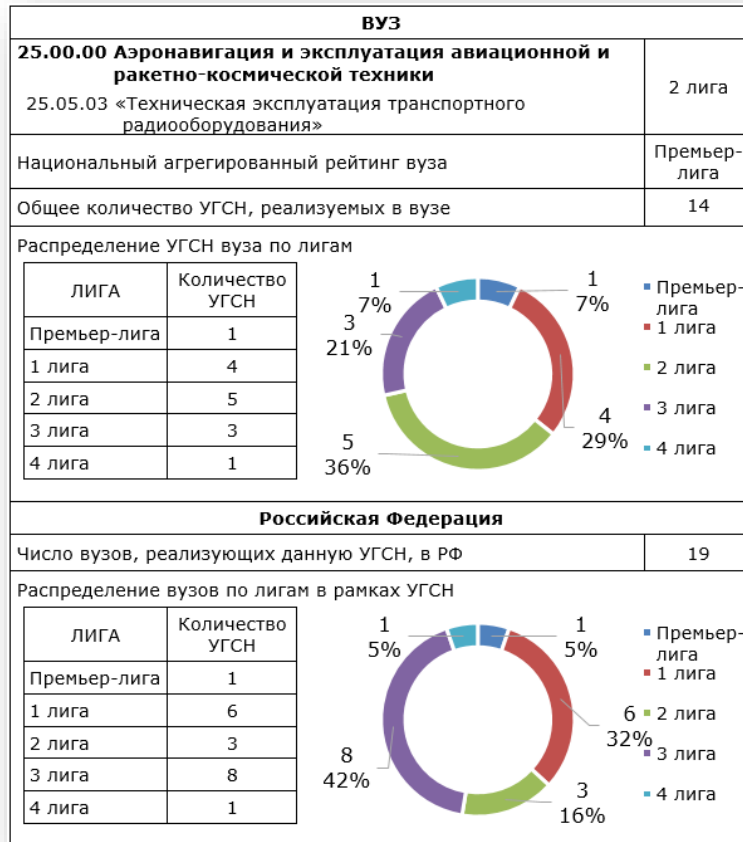 ВУЗ
25.00.00 Аэронавигация и эксплуатация авиационной и
ракетно-космической техники
25.05.03 «Техническая эксплуатация транспортного
радиооборудования»
2 лига
Национальный агрегированный рейтинг вуза
Премьер-
лига
Общее количество УГСН, реализуемых в вузе
14
Распределение УГСН вуза по лигам
ЛИГА
Количество
УГСН
Премьер-лига 1
1 лига 4
2 лига 5
3 лига 3
4 лига 1
1
7%
1
7%
3
21%
4
29%
5
36%
Премьер-
лига
1 лига
2 лига
3 лига
4 лига
Российская Федерация
Число вузов, реализующих данную УГСН, в РФ
19
Распределение вузов по лигам в рамках УГСН
ЛИГА
Количество
УГСН
Премьер-лига 1
1 лига 6
2 лига 3
3 лига 8
4 лига 1
1
5%
1
5%
6
32%
8
42%
3
16%
Премьер-
лига
1 лига
2 лига
3 лига
4 лига